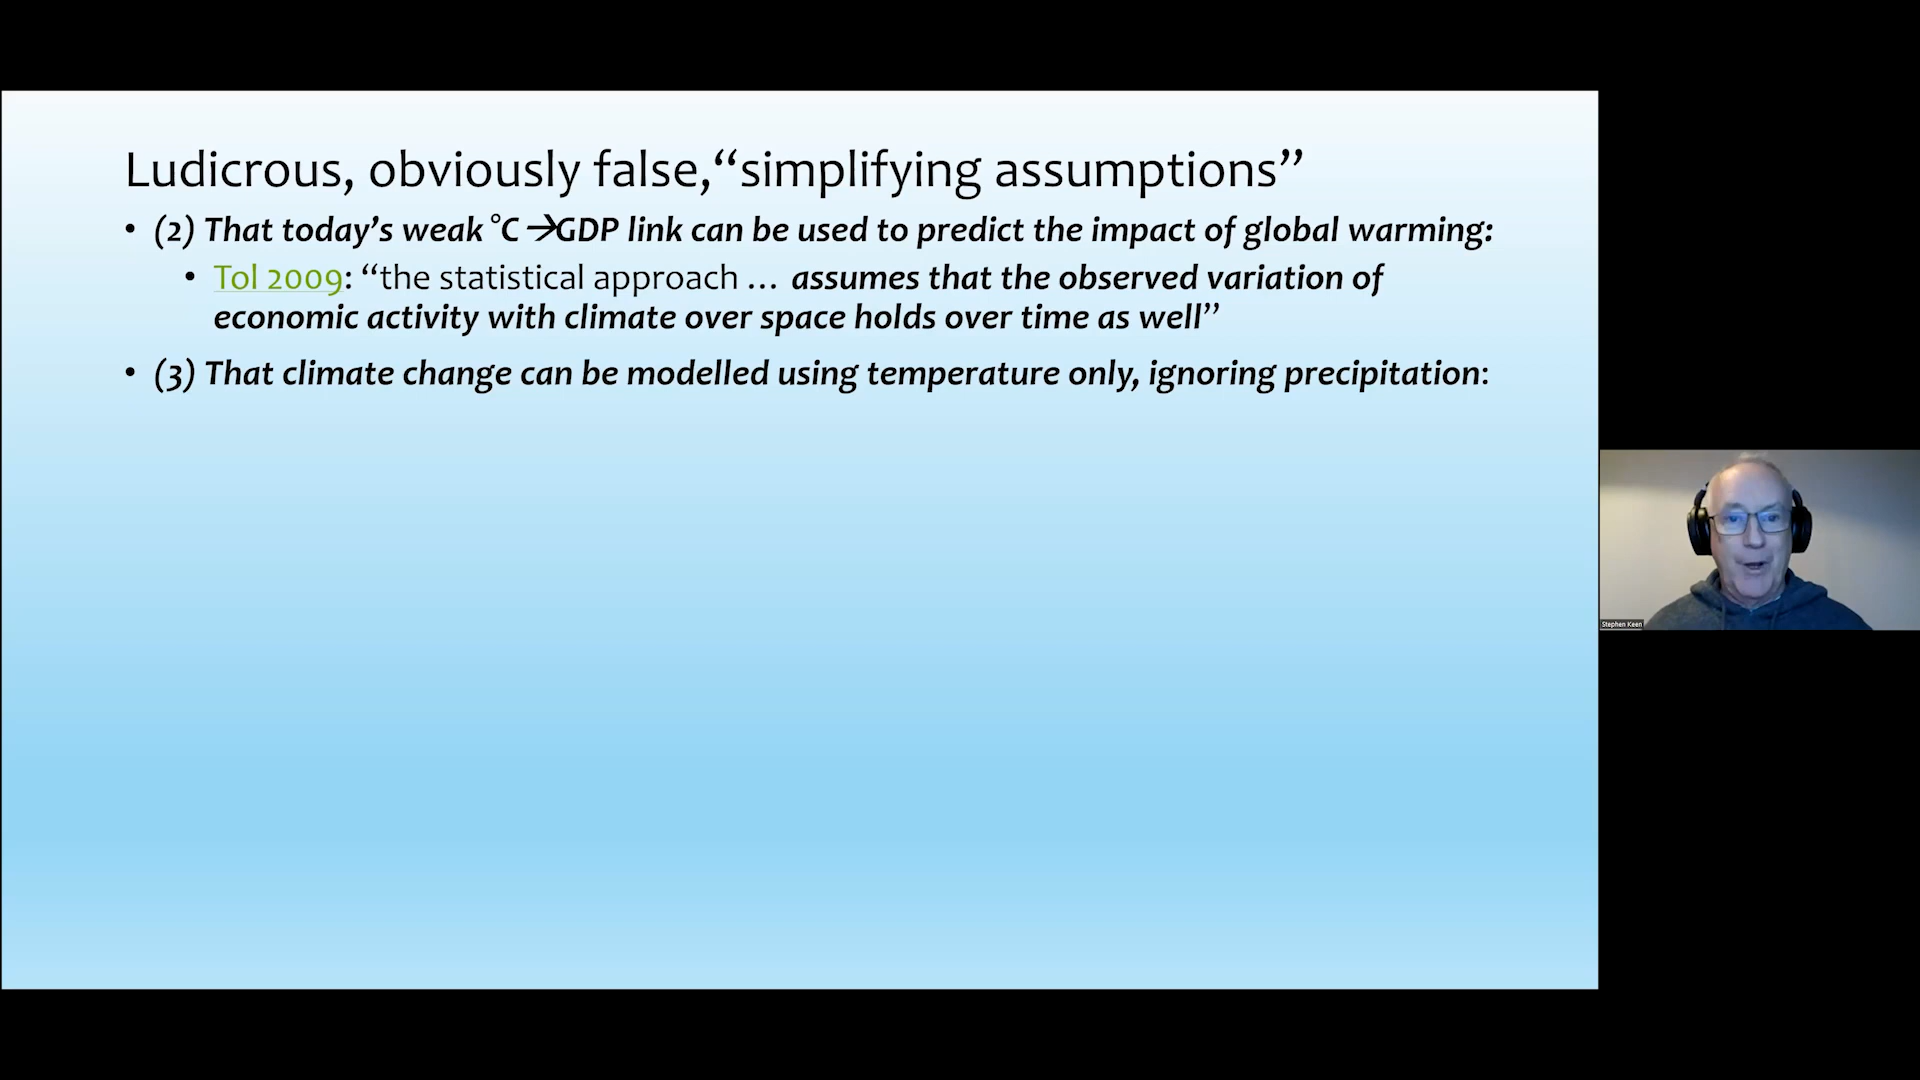 Ludicrous, obviously false,“simplifying assumptions”
• (2) That today’s weak °C→GDP link can be used to predict the impact of global warming:
• Tol 2009: “the statistical approach … assumes that the observed variation of
economic activity with climate over space holds over time as well”
• (3) That climate change can be modelled using temperature only, ignoring precipitation:
Stephen Keen